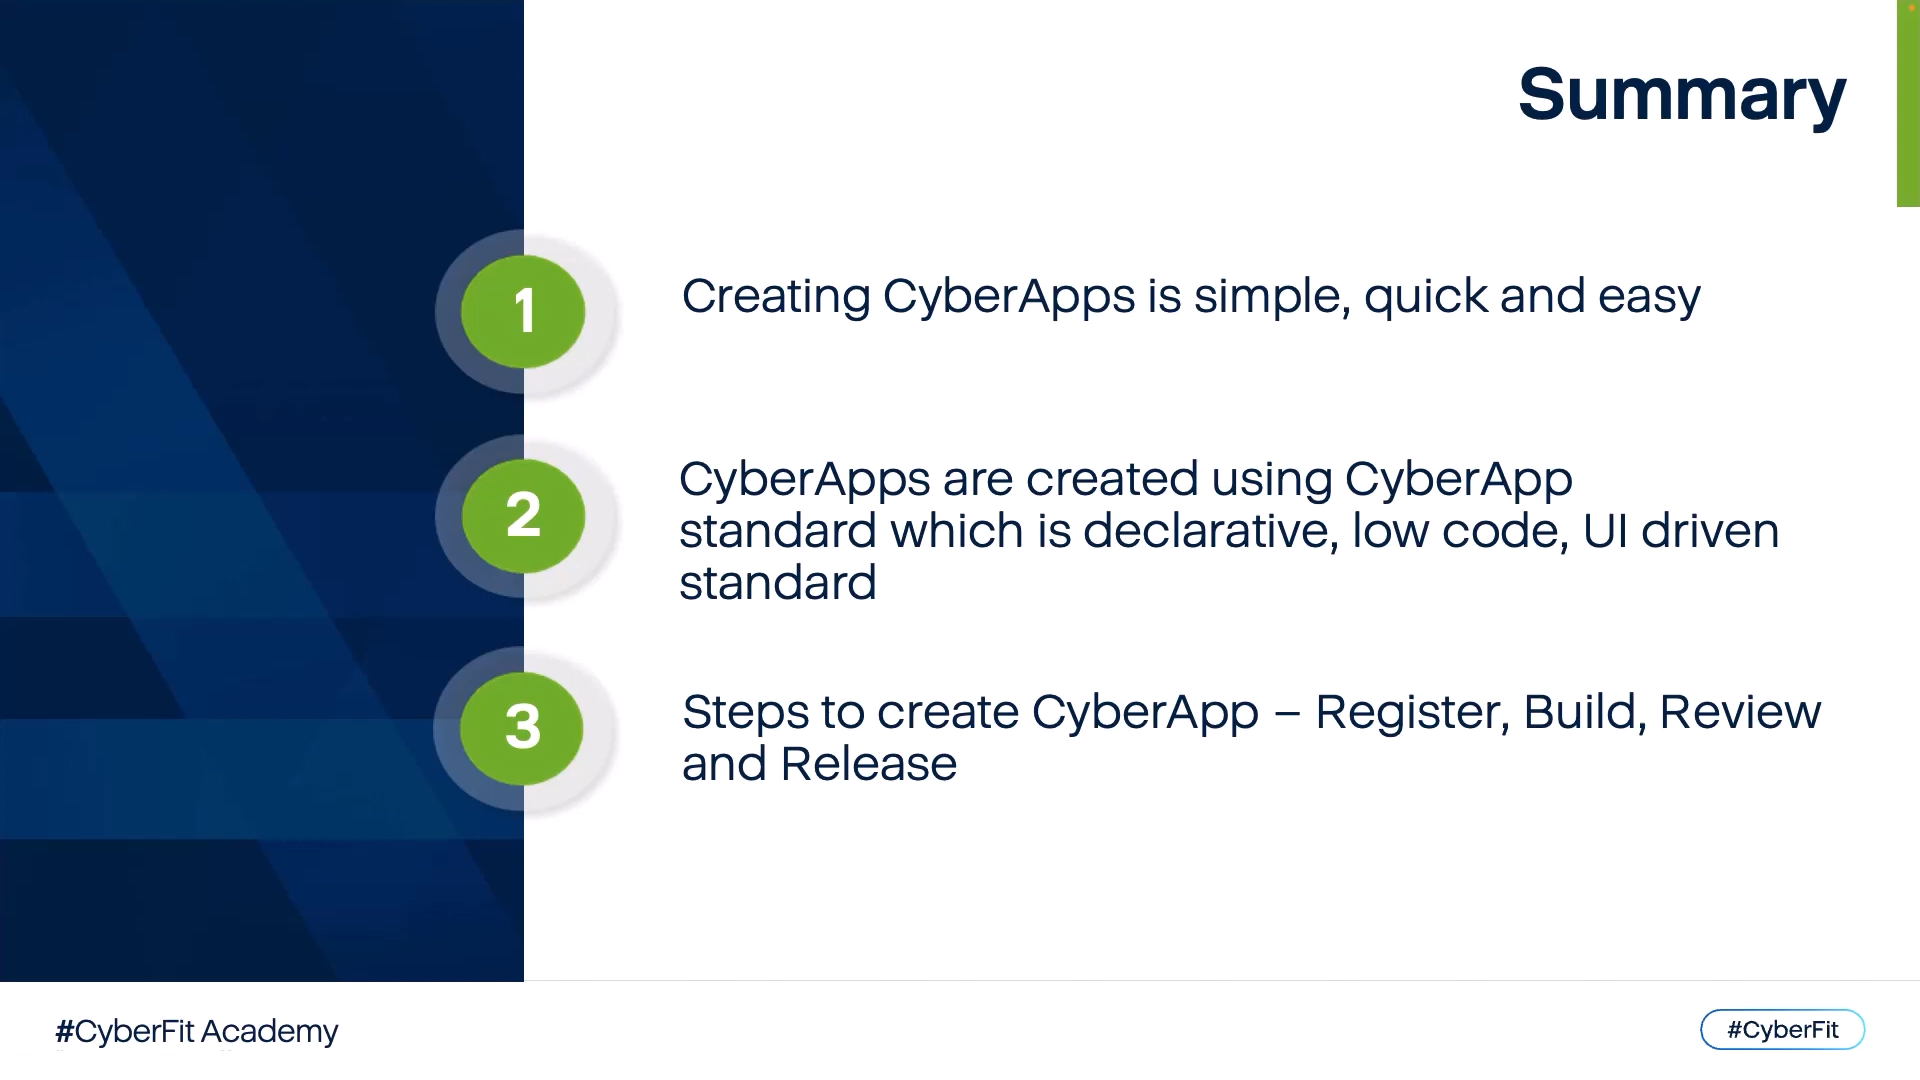 Summary
1
Creating CyberApps is simple, quick and easy
2
CyberApps are created using CyberApp
standard which is declarative, low code, UI driven
standard
3
Steps to create CyberApp – Register, Build, Review
and Release
#CyberFit Academy
#CyberFit